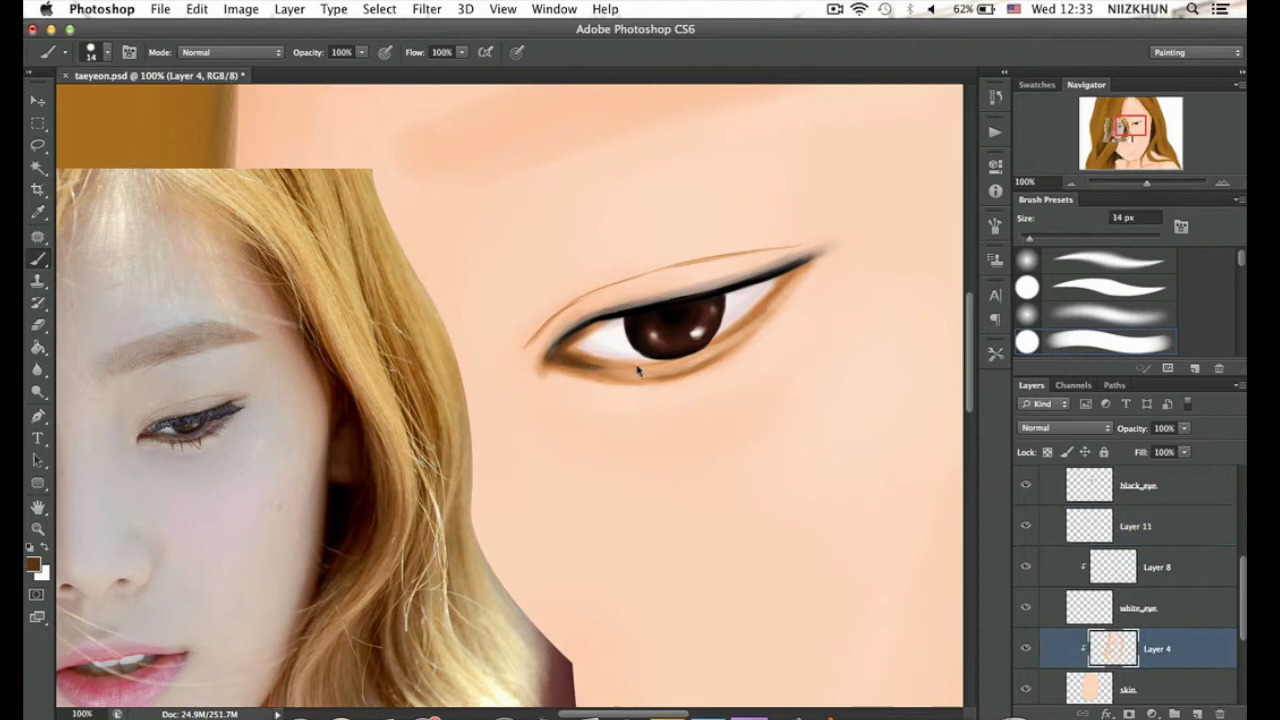 Photoshop File Edit Image Layer Type Select Filter 3D View Window Help 62% Wed 12:33 NIIZKHUN
Adobe Photoshop CS6
14 Mode: Normal Opacity: 100% Flow: 100% Painting
taeyeon.psd @ 100% (Layer 4, RGB/8) *
Swatches Navigator
100%
Brush Presets
Size: 14 px
Layers Channels Paths
Kind
Normal Opacity: 100%
Lock: Fill: 100%
black_eye
Layer 11
Layer 8
white_eye
Layer 4
skin
100% Doc: 24.9M/251.7M